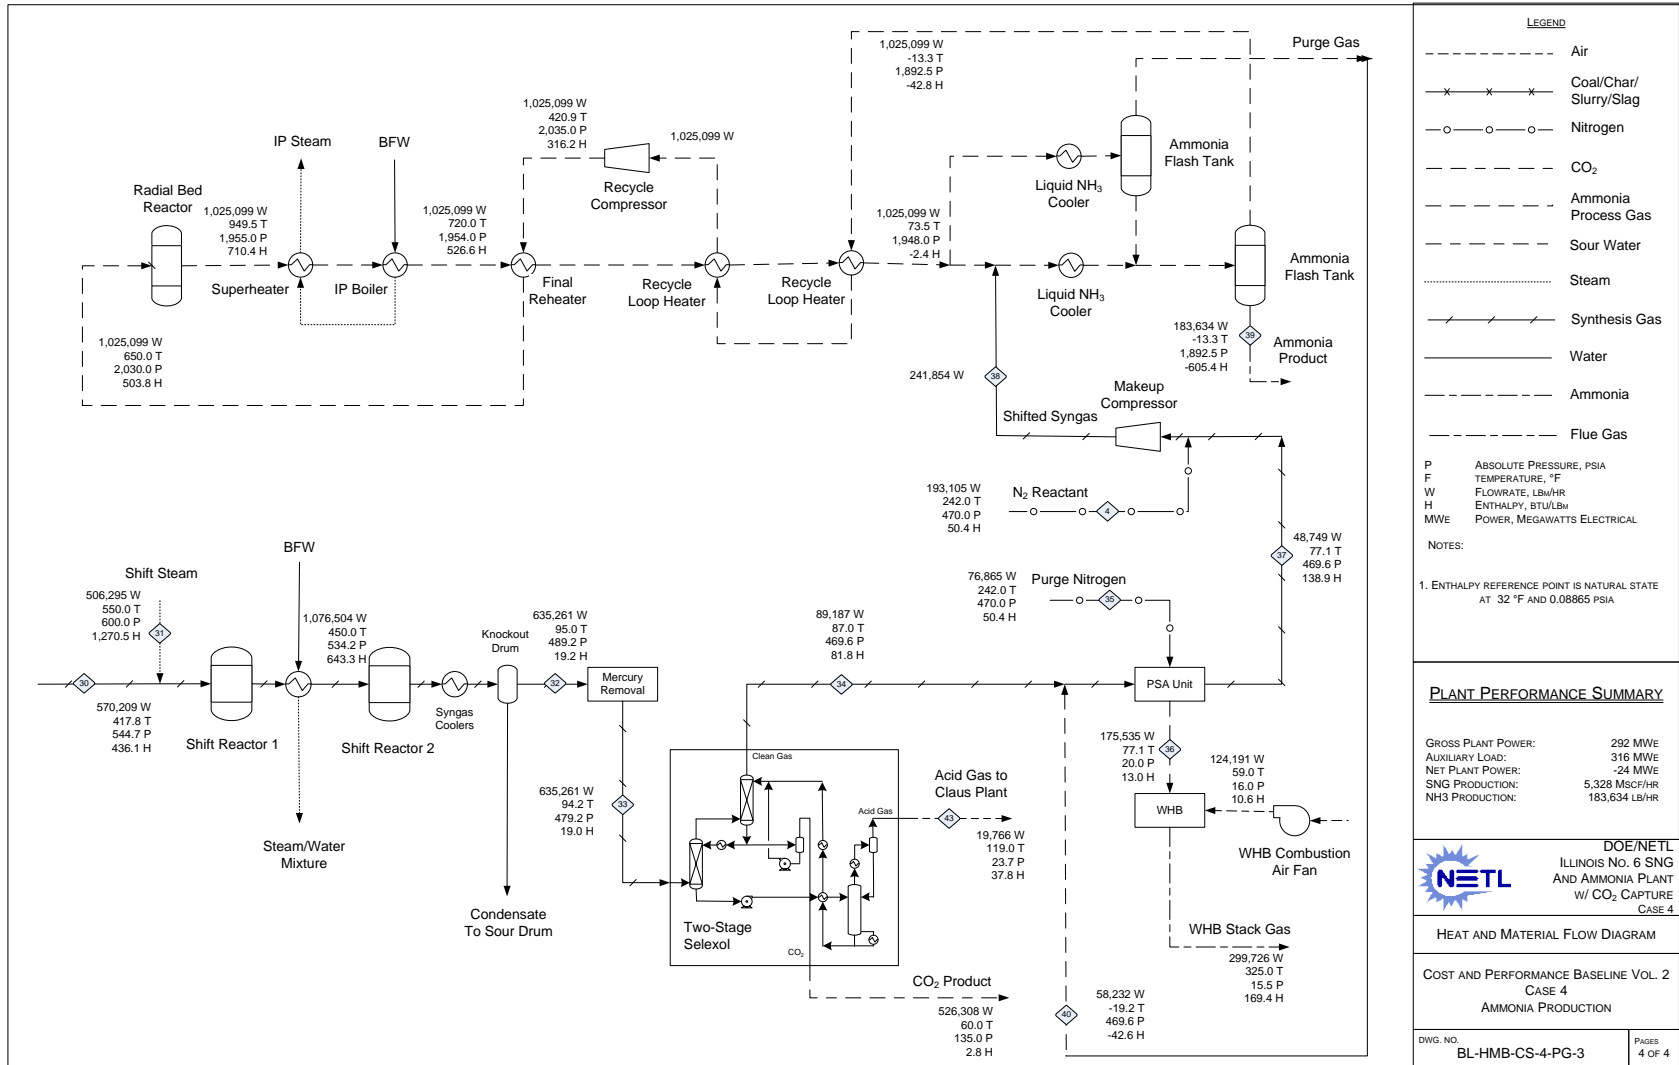 1,025,099 W
-13.3 T
1,892.5 P
-42.8 H
Purge Gas
1,025,099 W
420.9 T
2,035.0 P
316.2 H
1,025,099 W
IP Steam
BFW
Recycle
Compressor
Ammonia
Flash Tank
Liquid NH3
Cooler
Radial Bed
Reactor
1,025,099 W
949.5 T
1,955.0 P
710.4 H
1,025,099 W
720.0 T
1,954.0 P
526.6 H
1,025,099 W
73.5 T
1,948.0 P
-2.4 H
Superheater
IP Boiler
Final
Reheater
Recycle
Loop Heater
Recycle
Loop Heater
Liquid NH3
Cooler
Ammonia
Flash Tank
1,025,099 W
650.0 T
2,030.0 P
503.8 H
183,634 W
-13.3 T
1,892.5 P
-605.4 H
39
Ammonia
Product
241,854 W
38
Makeup
Compressor
Shifted Syngas
193,105 W
242.0 T
470.0 P
50.4 H
N2 Reactant
4
48,749 W
77.1 T
469.6 P
138.9 H
37
BFW
Shift Steam
506,295 W
550.0 T
600.0 P
1,270.5 H
31
1,076,504 W
450.0 T
534.2 P
643.3 H
635,261 W
95.0 T
489.2 P
19.2 H
Knockout
Drum
76,865 W
242.0 T
470.0 P
50.4 H
Purge Nitrogen
35
89,187 W
87.0 T
469.6 P
81.8 H
30
32
Mercury
Removal
34
PSA Unit
570,209 W
417.8 T
544.7 P
436.1 H
Shift Reactor 1
Shift Reactor 2
Syngas
Coolers
175,535 W
77.1 T
20.0 P
13.0 H
36
124,191 W
59.0 T
16.0 P
10.6 H
WHB
WHB Combustion
Air Fan
Clean Gas
Acid Gas
635,261 W
94.2 T
479.2 P
19.0 H
33
Acid Gas to
Claus Plant
43
19,766 W
119.0 T
23.7 P
37.8 H
Steam/Water
Mixture
Condensate
To Sour Drum
Two-Stage
Selexol
CO2
WHB Stack Gas
299,726 W
325.0 T
15.5 P
169.4 H
CO2 Product
526,308 W
60.0 T
135.0 P
2.8 H
58,232 W
-19.2 T
469.6 P
-42.6 H
40
LEGEND
Air
Coal/Char/
Slurry/Slag
Nitrogen
CO2
Ammonia
Process Gas
Sour Water
Steam
Synthesis Gas
Water
Ammonia
Flue Gas
P ABSOLUTE PRESSURE, PSIA
F TEMPERATURE, °F
W FLOWRATE, LBM/HR
H ENTHALPY, BTU/LBM
MWE POWER, MEGAWATTS ELECTRICAL
NOTES:
1. ENTHALPY REFERENCE POINT IS NATURAL STATE
AT 32 °F AND 0.08865 PSIA
PLANT PERFORMANCE SUMMARY
GROSS PLANT POWER: 292 MWE
AUXILIARY LOAD: 316 MWE
NET PLANT POWER: -24 MWE
SNG PRODUCTION: 5,328 MSCF/HR
NH3 PRODUCTION: 183,634 LB/HR
NETL
DOE/NETL
ILLINOIS NO. 6 SNG
AND AMMONIA PLANT
W/ CO2 CAPTURE
CASE 4
HEAT AND MATERIAL FLOW DIAGRAM
COST AND PERFORMANCE BASELINE VOL. 2
CASE 4
AMMONIA PRODUCTION
DWG. NO.
BL-HMB-CS-4-PG-3
PAGES
4 OF 4